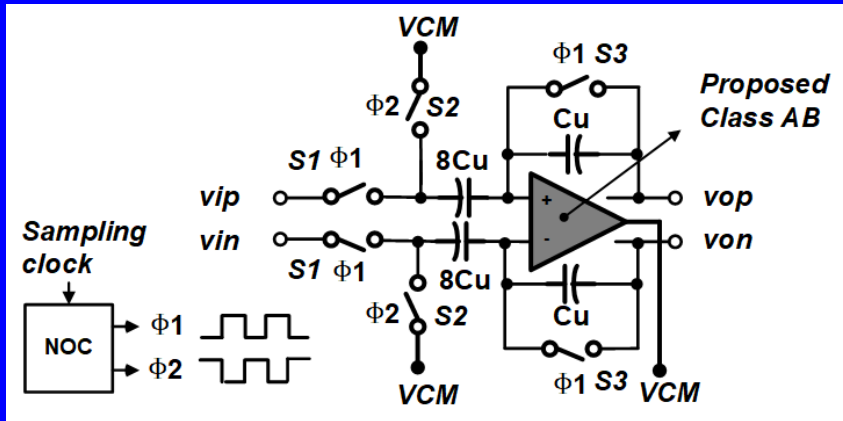 VCM
Φ1 S3
Proposed
Class AB
Φ2 S2
Cu
S1 Φ1
8Cu
vip
+
vop
vin
-
von
Sampling
clock
S1 Φ1
8Cu
Φ2 S2
Cu
NOC
Φ1
Φ2
VCM
Φ1 S3
VCM